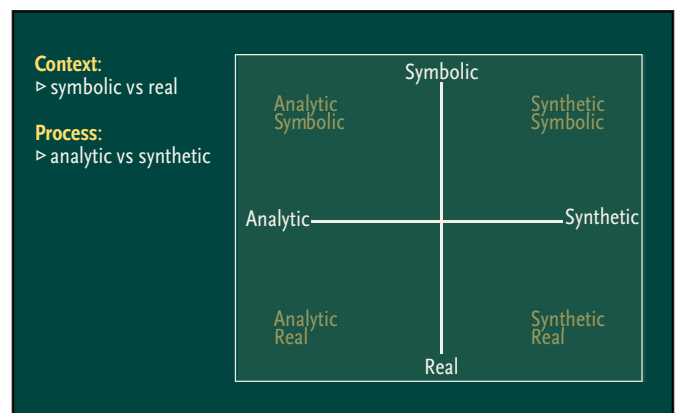 Context:
▷ symbolic vs real
Process:
▷ analytic vs synthetic
Symbolic
Analytic
Symbolic
Synthetic
Symbolic
Analytic
Synthetic
Analytic
Real
Synthetic
Real
Real